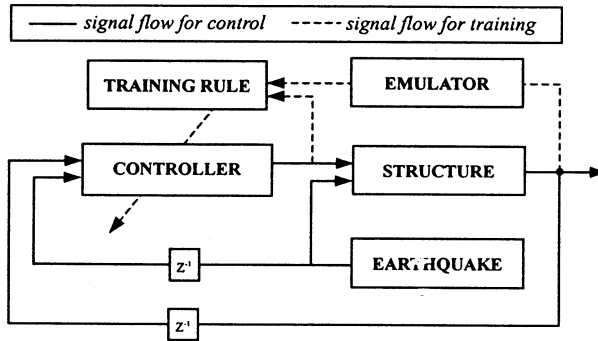 signal flow for control signal flow for training
TRAINING RULE
EMULATOR
CONTROLLER
STRUCTURE
Z⁻¹
EARTHQUAKE
Z⁻¹